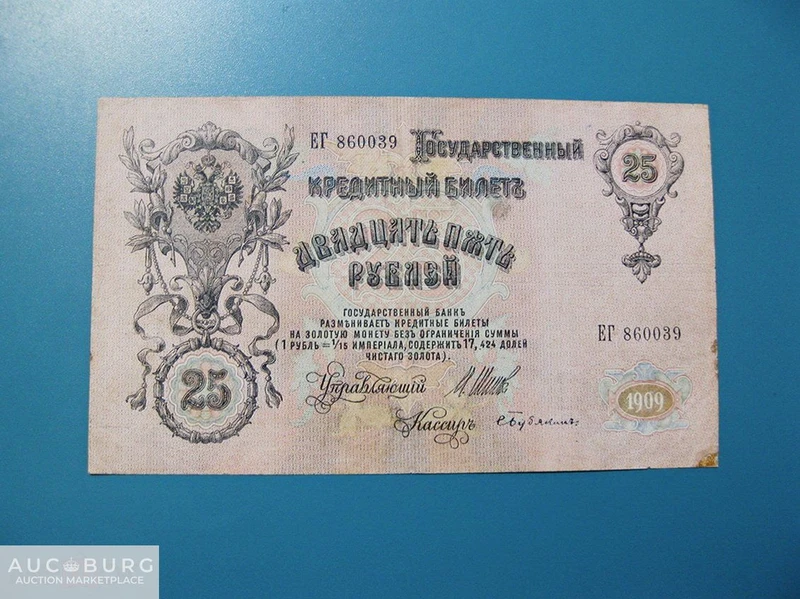 ЕГ 860039 Государственный
25
Кредитный Билетъ
Двадцать пять
Рублей
Государственный Банкъ
размѣниваетъ кредитные билеты
на золотую монету безъ ограниченія суммы
(1 рубль = 1/15 имперіала, содержитъ 17, 424 долей
чистаго золота).
ЕГ 860039
25
Управляющій
1909
Кассиръ
AUCBURG
AUCTION MARKETPLACE